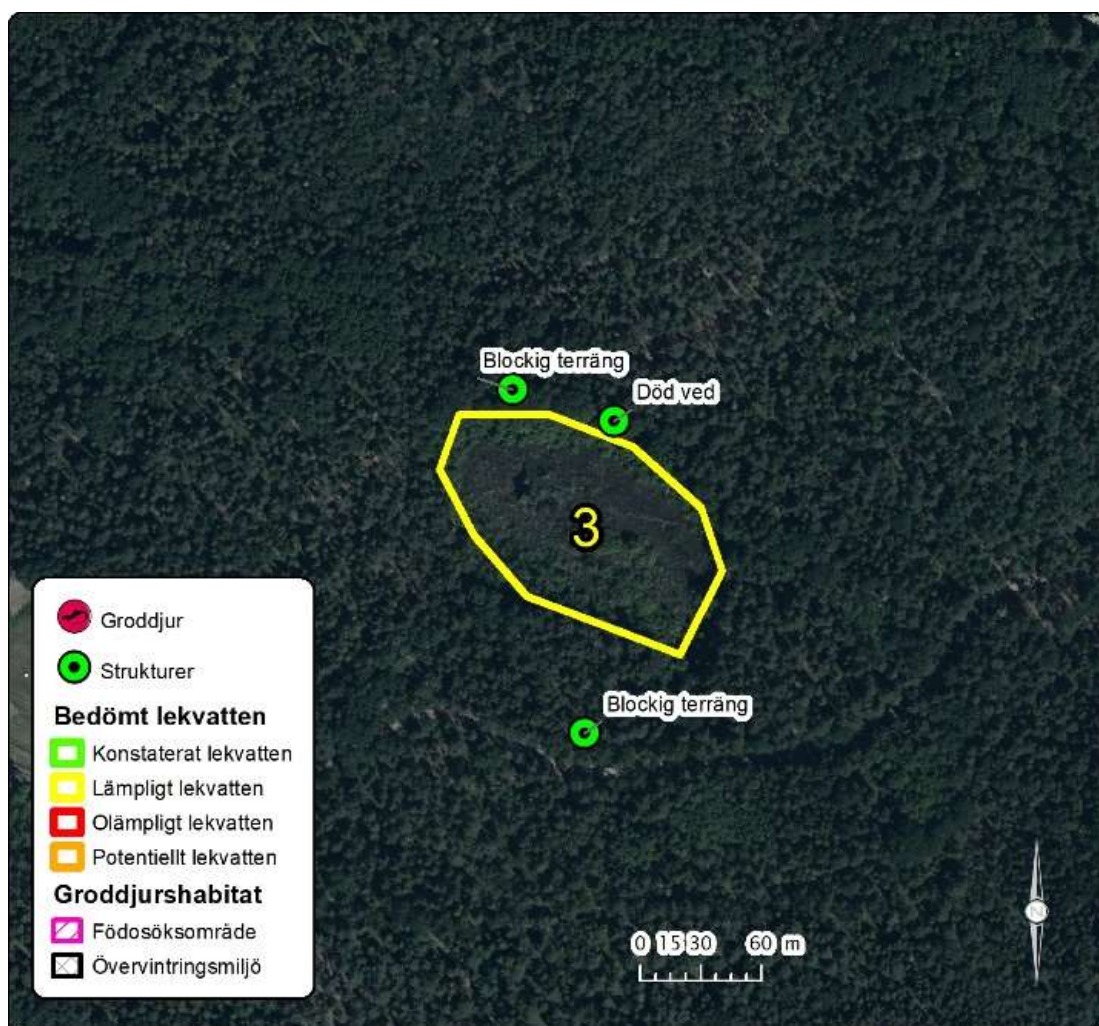 Blockig terräng
Död ved
3
Blockig terräng
Groddjur
Strukturer
Bedömt lekvatten
Konstaterat lekvatten
Lämpligt lekvatten
Olämpligt lekvatten
Potentiellt lekvatten
Groddjurshabitat
Födosöksområde
Övervintringsmiljö
0 15 30 60 m
N